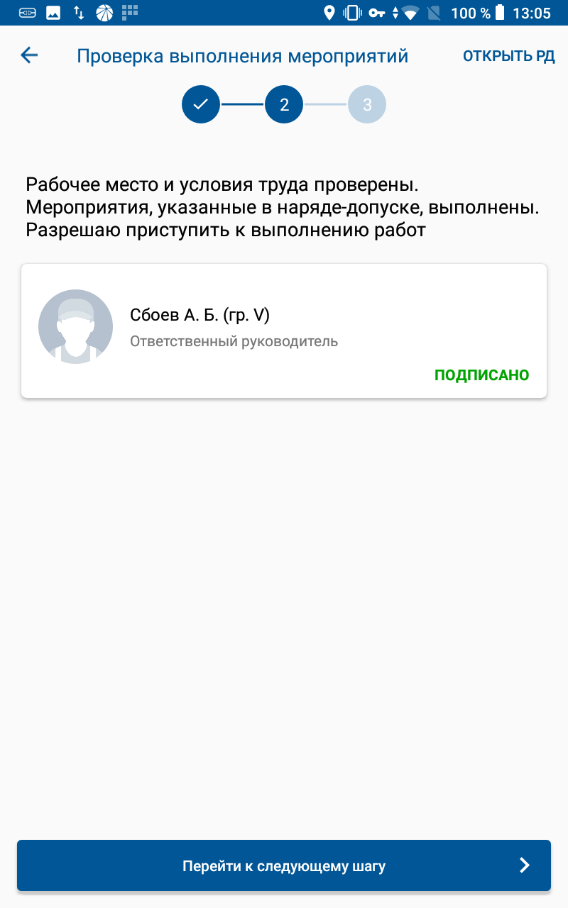 100 % 13:05
Проверка выполнения мероприятий ОТКРЫТЬ РД
2 3
Рабочее место и условия труда проверены.
Мероприятия, указанные в наряде-допуске, выполнены.
Разрешаю приступить к выполнению работ
Сбоев А. Б. (гр. V)
Ответственный руководитель
ПОДПИСАНО
Перейти к следующему шагу